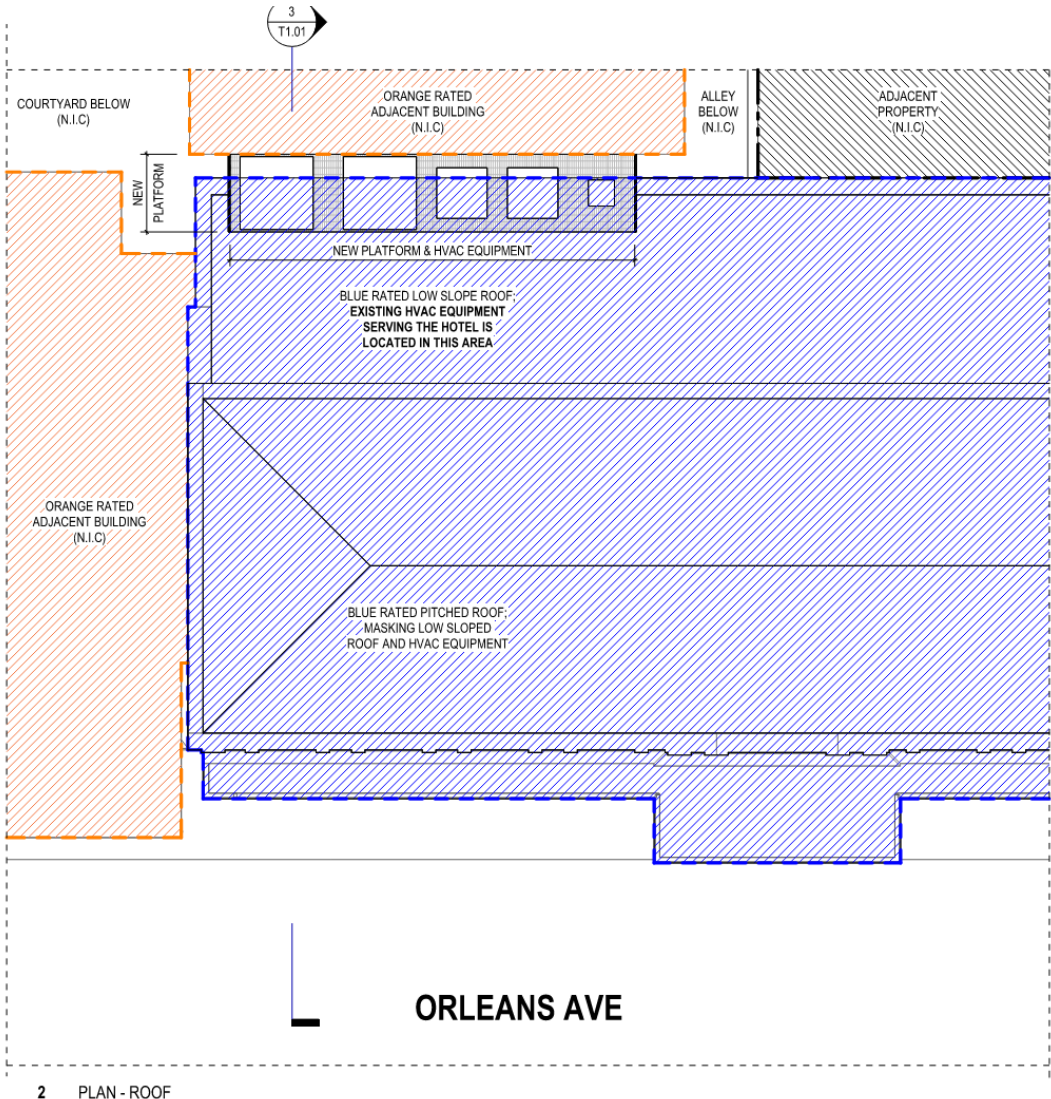 3
T1.01
COURTYARD BELOW
(N.I.C)
ORANGE RATED
ADJACENT BUILDING
(N.I.C)
ALLEY
BELOW
(N.I.C)
ADJACENT
PROPERTY
(N.I.C)
NEW
PLATFORM
NEW PLATFORM & HVAC EQUIPMENT
BLUE RATED LOW SLOPE ROOF;
EXISTING HVAC EQUIPMENT
SERVING THE HOTEL IS
LOCATED IN THIS AREA
ORANGE RATED
ADJACENT BUILDING
(N.I.C)
BLUE RATED PITCHED ROOF;
MASKING LOW SLOPED
ROOF AND HVAC EQUIPMENT
ORLEANS AVE
2 PLAN - ROOF